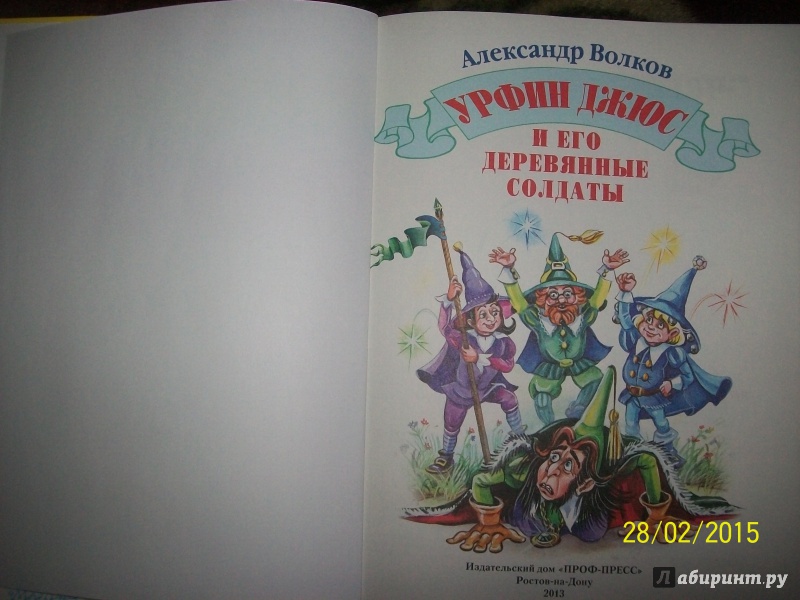 Александр Волков
УРФИН ДЖЮС
И ЕГО
ДЕРЕВЯННЫЕ
СОЛДАТЫ
28/02/2015
Издательский дом «ПРОФ-ПРЕСС»
Ростов-на-Дону
2013
Лабиринт.ру